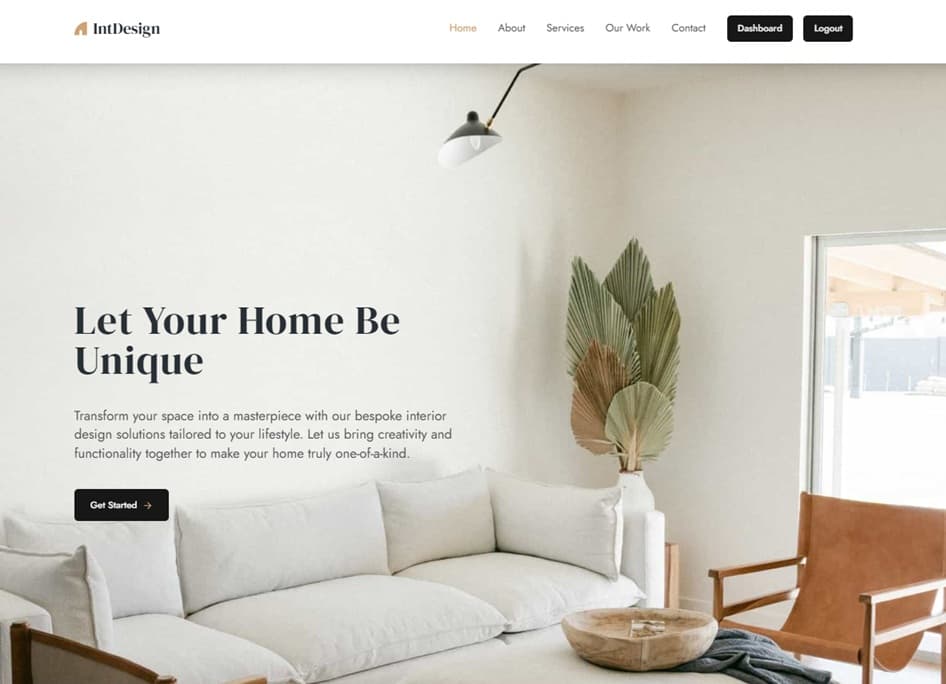 IntDesign
Home About Services Our Work Contact Dashboard Logout
Let Your Home Be
Unique
Transform your space into a masterpiece with our bespoke interior
design solutions tailored to your lifestyle. Let us bring creativity and
functionality together to make your home truly one-of-a-kind.
Get Started →